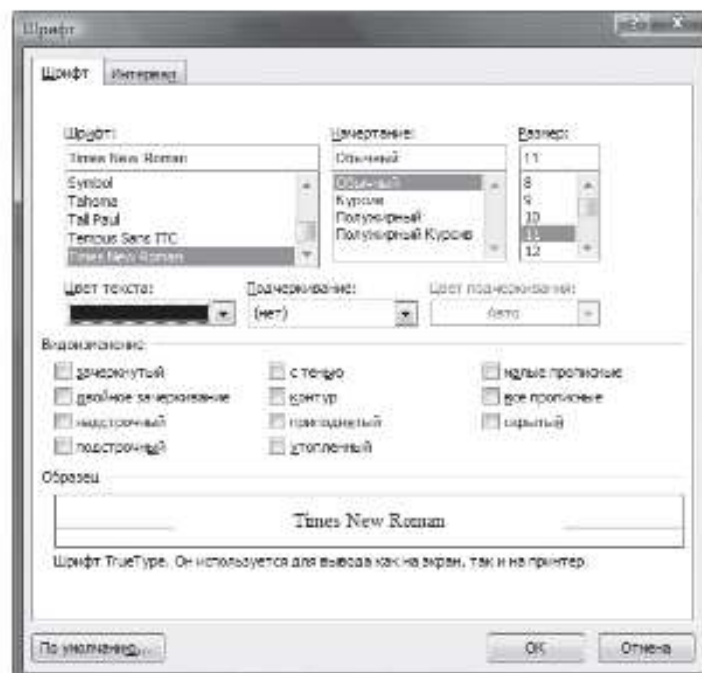 Шрифт
Шрифт Интервал
Шрифт: Начертание: Размер:
Times New Roman Обычный 11
Symbol Обычный 8
Tahoma Курсив 9
Tall Paul Полужирный 10
Tempus Sans ITC Полужирный Курсив 11
Times New Roman 12
Цвет текста: Подчеркивание: Цвет подчеркивания:
(нет) Авто
Видоизменение
зачеркнутый с тенью малые прописные
двойное зачеркивание контур все прописные
надстрочный приподнятый скрытый
подстрочный утопленный
Образец
Times New Roman
Шрифт TrueType. Он используется для вывода как на экран, так и на принтер.
По умолчанию... ОК Отмена